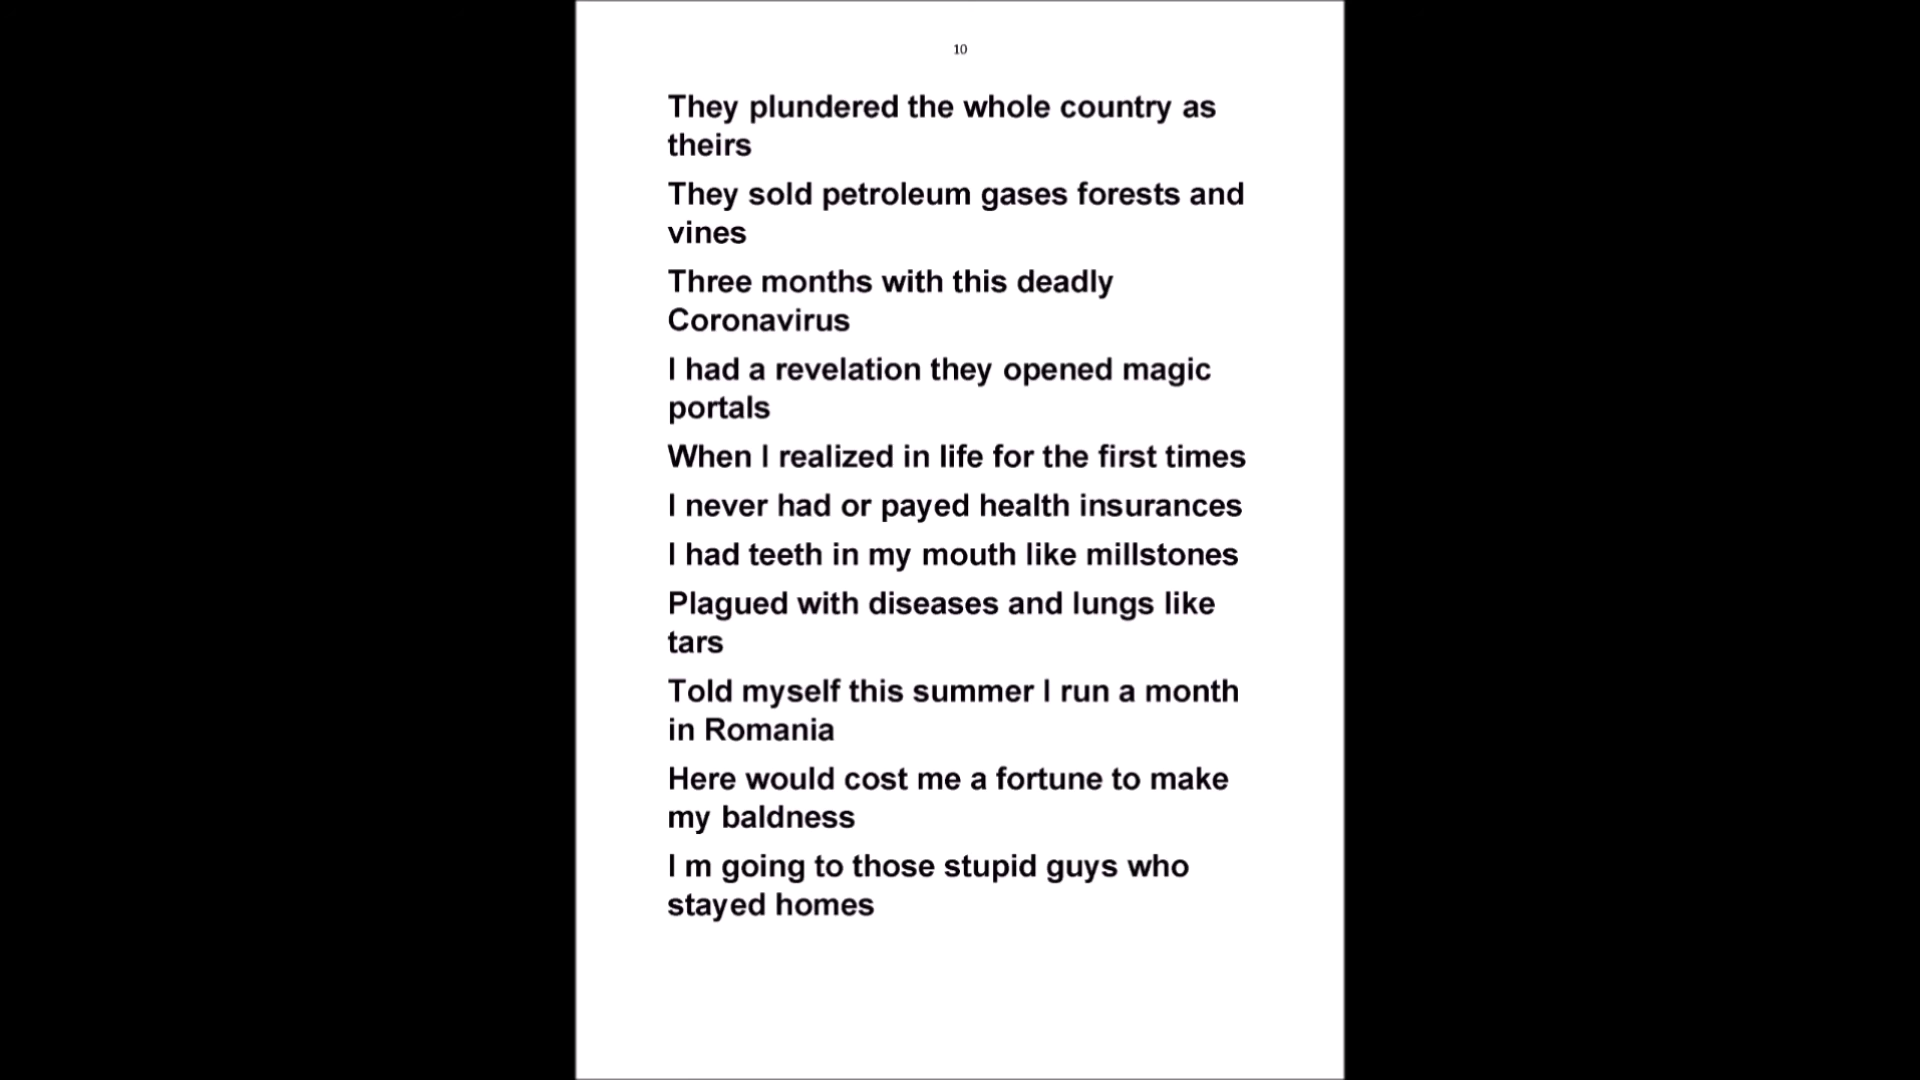 10
They plundered the whole country as
theirs
They sold petroleum gases forests and
vines
Three months with this deadly
Coronavirus
I had a revelation they opened magic
portals
When I realized in life for the first times
I never had or payed health insurances
I had teeth in my mouth like millstones
Plagued with diseases and lungs like
tars
Told myself this summer I run a month
in Romania
Here would cost me a fortune to make
my baldness
I m going to those stupid guys who
stayed homes